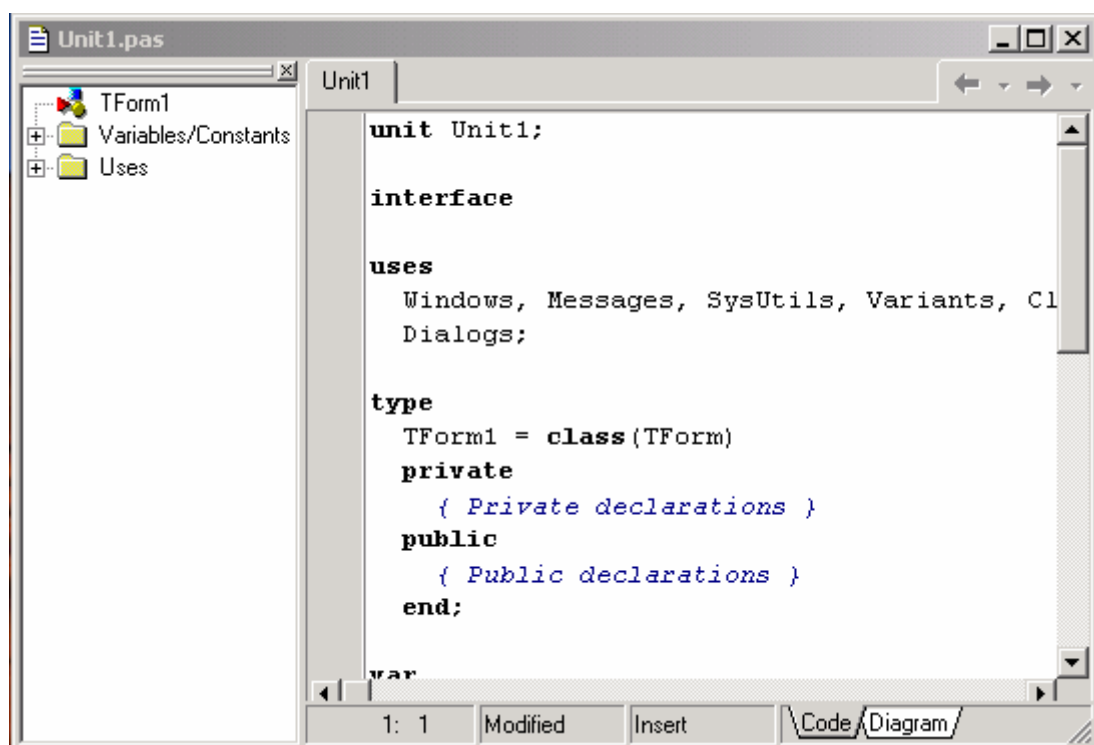 Unit1.pas
TForm1
Variables/Constants
Uses
Unit1
unit Unit1;
interface
uses
Windows, Messages, SysUtils, Variants, Cl
Dialogs;
type
TForm1 = class(TForm)
private
{ Private declarations }
public
{ Public declarations }
end;
var
1: 1 Modified Insert Code Diagram